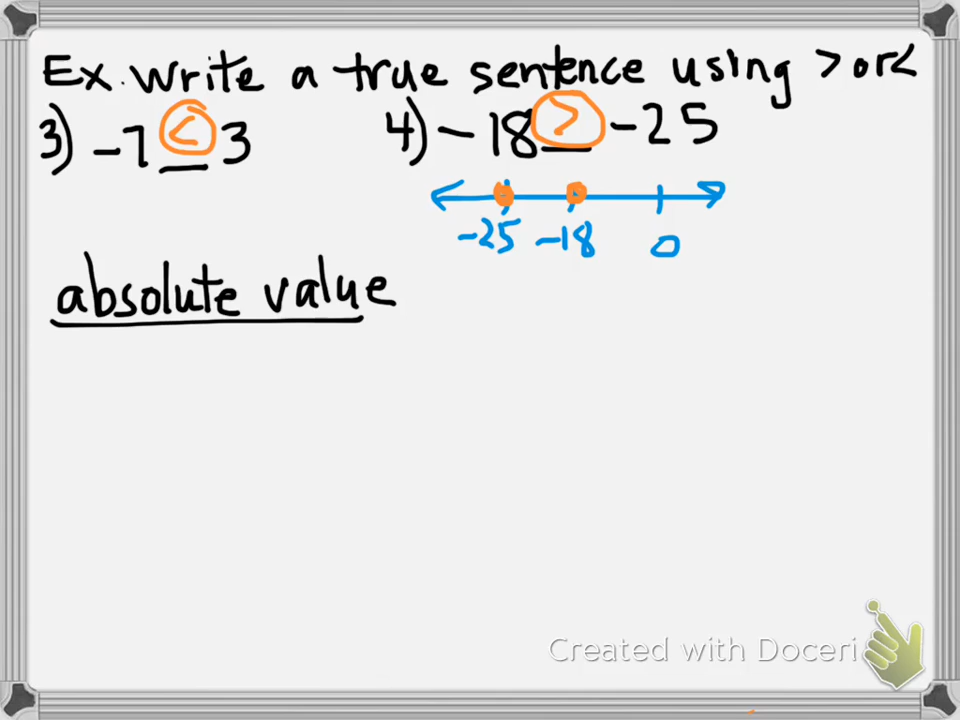 Ex. Write a true sentence using > or <
3) -7 < 3 4) -18 > -25
-25 -18 0
absolute value
Created with Doceri